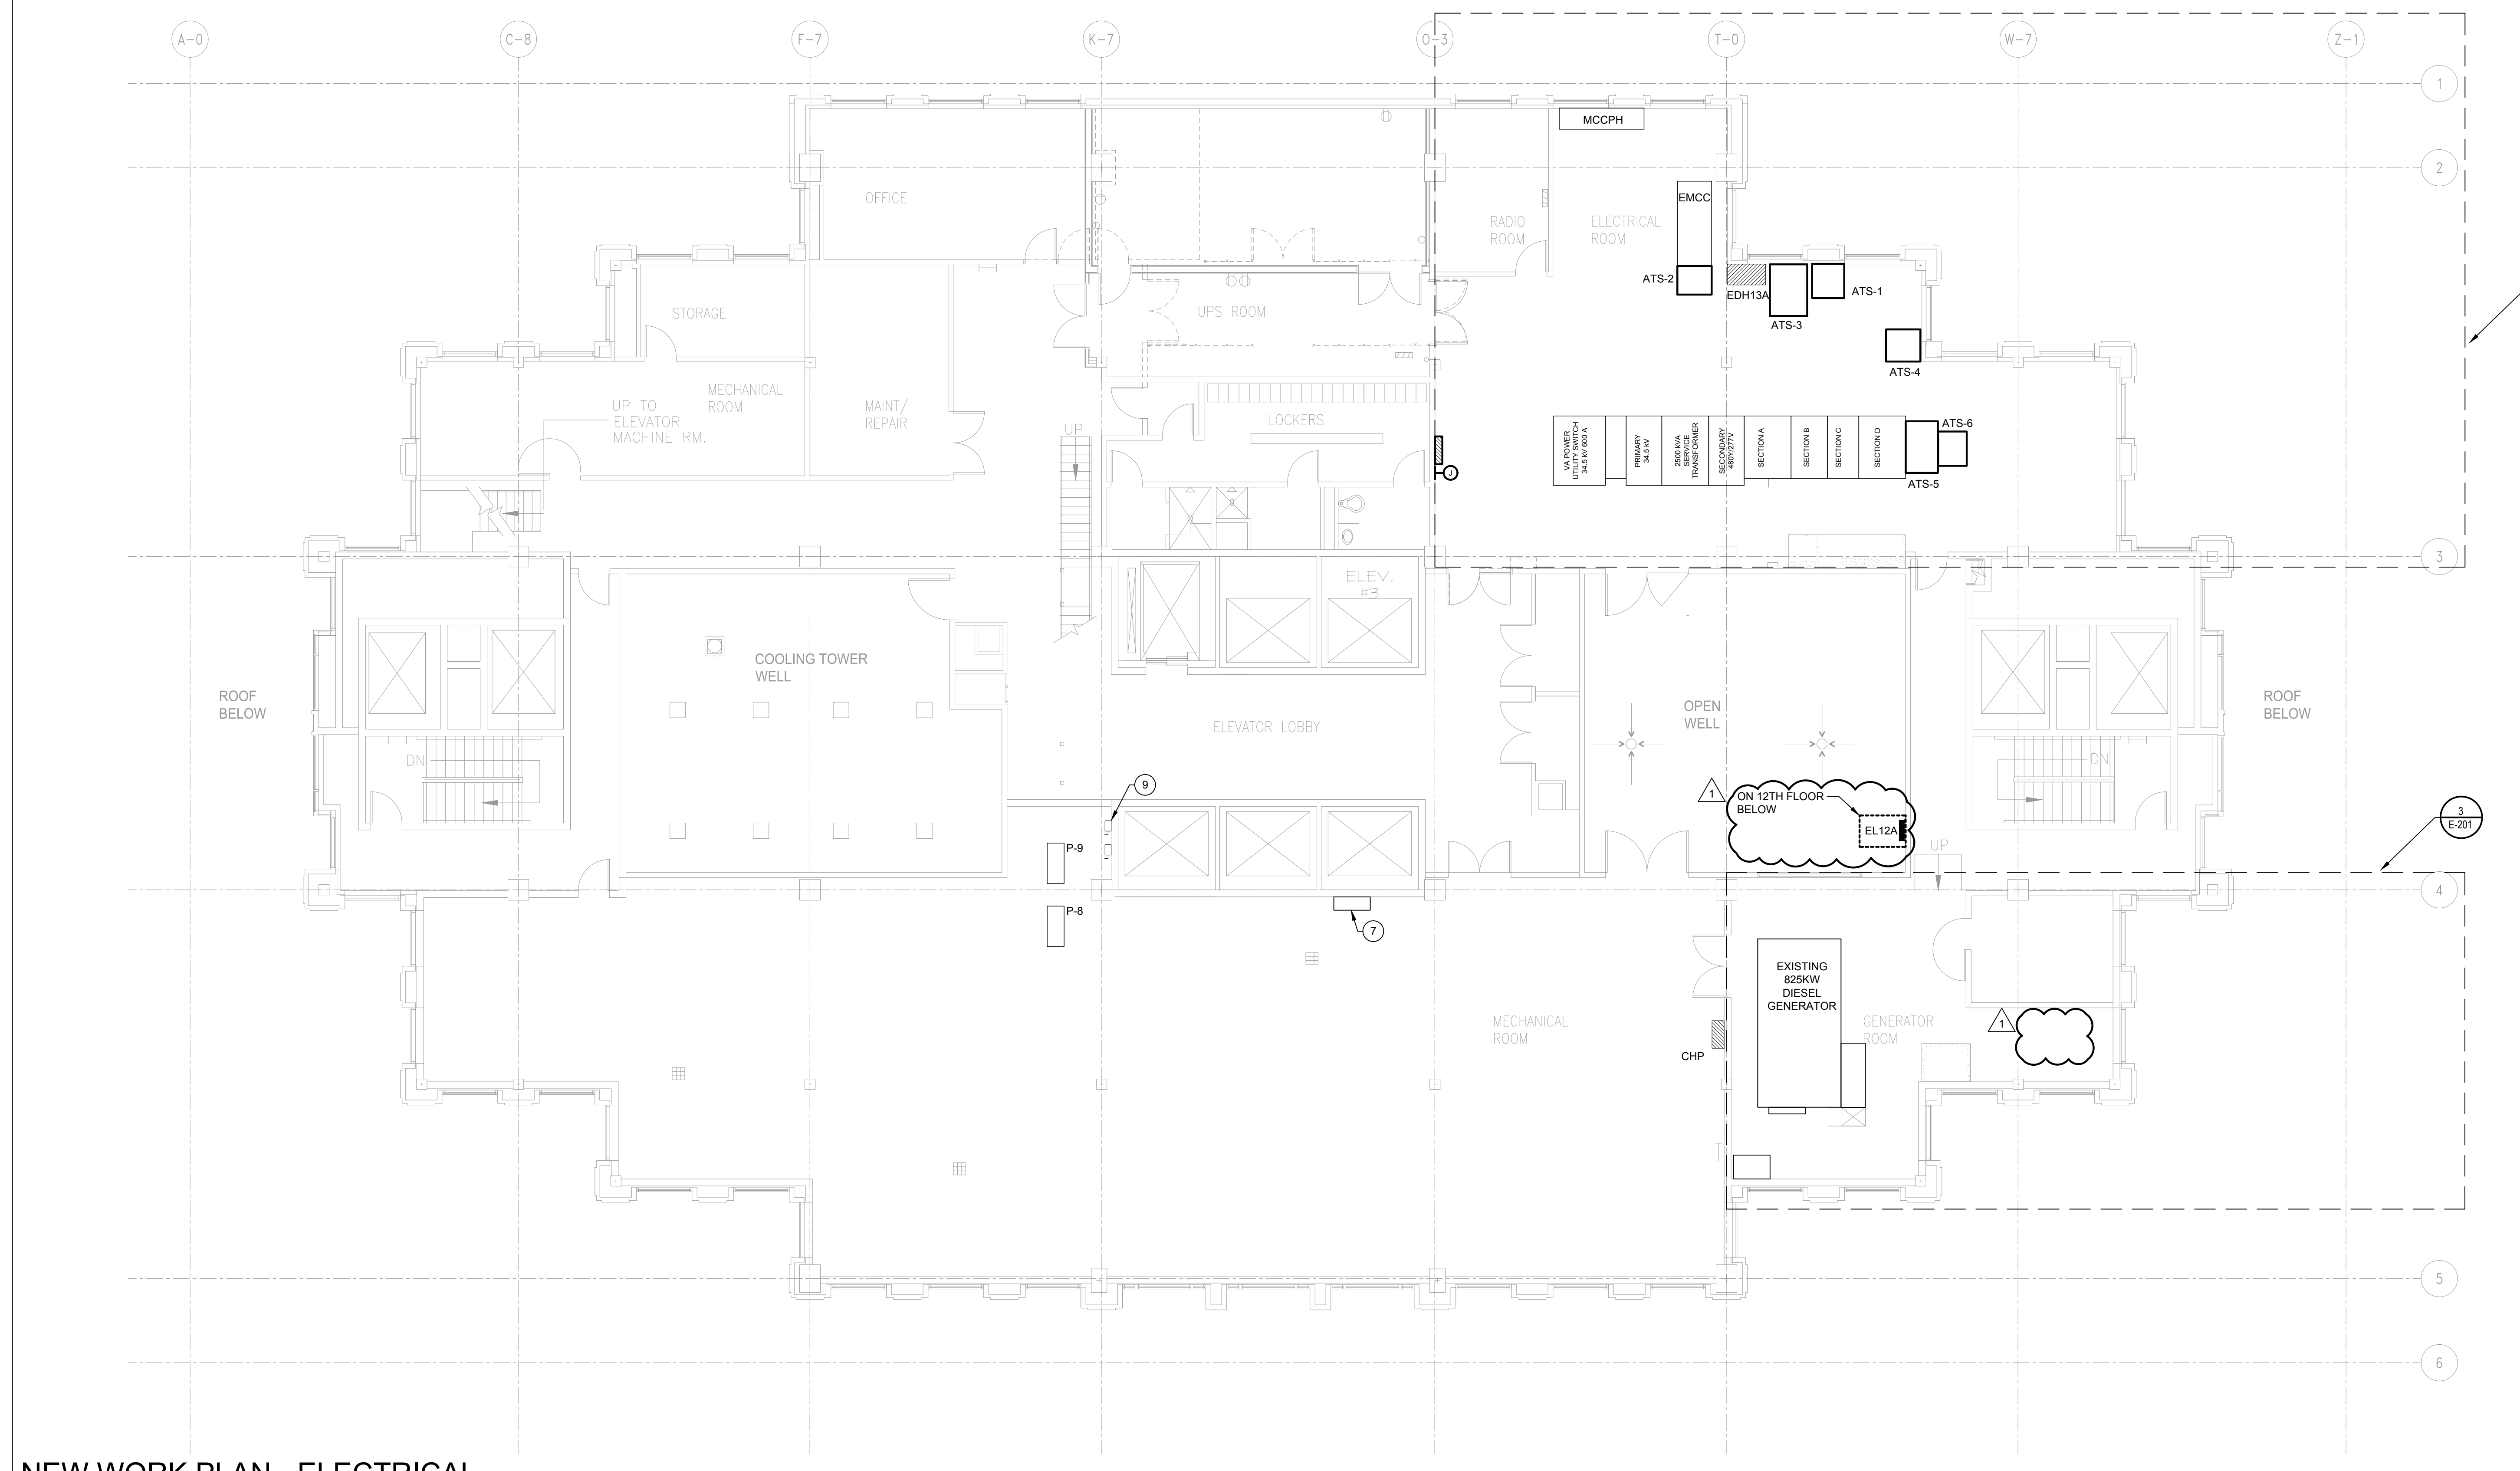 A-0
C-8
F-7
K-7
O-3
T-0
W-7
Z-1
1
MCCPH
2
OFFICE
EMCC
RADIO
ROOM
ELECTRICAL
ROOM
ATS-2
EDH13A
ATS-1
ATS-3
STORAGE
UPS ROOM
ATS-4
MECHANICAL
ROOM
UP TO
ELEVATOR
MACHINE RM.
MAINT/
REPAIR
UP
LOCKERS
J
VA POWER
UTILITY SWITCH
34.5 kV 600 A
PRIMARY
34.5 kV
2500 kVA
SERVICE
TRANSFORMER
SECONDARY
480Y/277V
SECTION A
SECTION B
SECTION C
SECTION D
ATS-6
ATS-5
3
ELEV.
#3
COOLING TOWER
WELL
ROOF
BELOW
ELEVATOR LOBBY
OPEN
WELL
ROOF
BELOW
DN
DN
9
1
ON 12TH FLOOR
BELOW
EL12A
3
E-201
UP
P-9
4
P-8
7
EXISTING
825KW
DIESEL
GENERATOR
MECHANICAL
ROOM
GENERATOR
ROOM
1
CHP
5
6
NEW WORK PLAN - ELECTRICAL